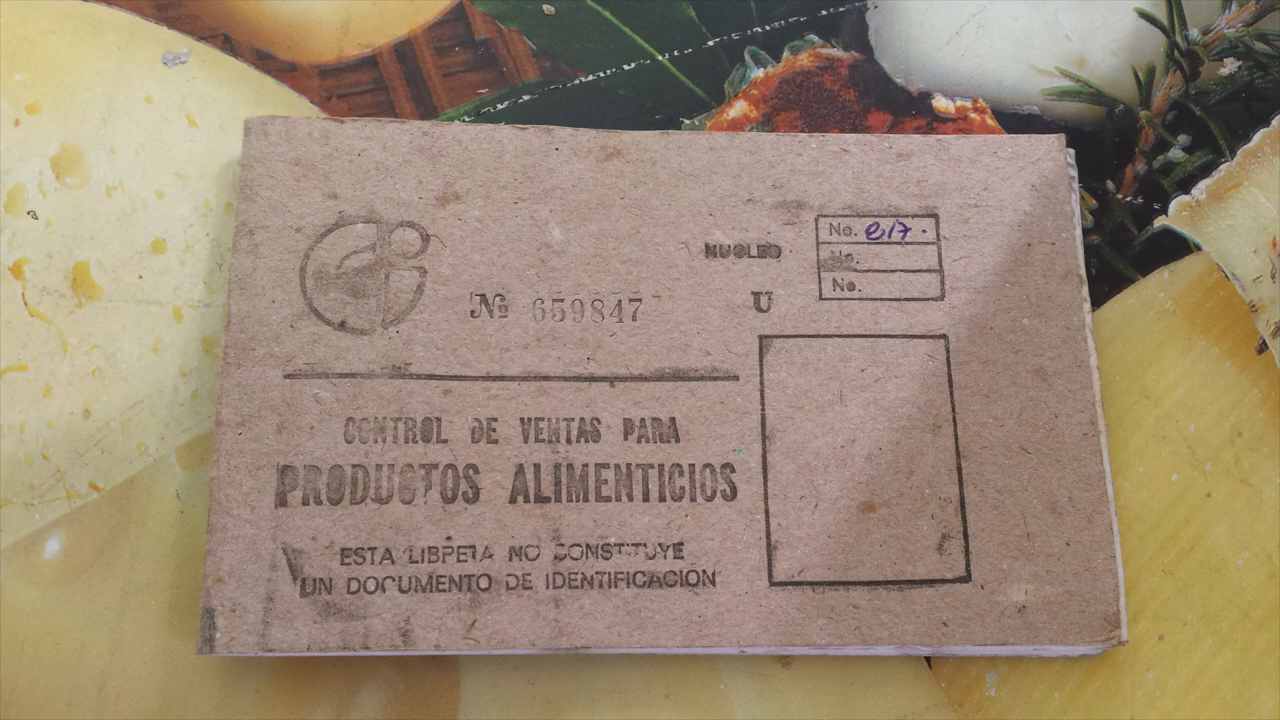 NUCLEO
No. 217.
No.
No.
U
№ 659847
CONTROL DE VENTAS PARA
PRODUCTOS ALIMENTICIOS
ESTA LIBRETA NO CONSTITUYE
UN DOCUMENTO DE IDENTIFICACION